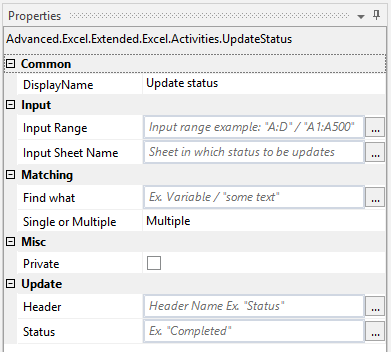 Properties
Advanced.Excel.Extended.Excel.Activities.UpdateStatus
Common
DisplayName Update status
Input
Input Range Input range example: "A:D" / "A1:A500" ...
Input Sheet Name Sheet in which status to be updates ...
Matching
Find what Ex. Variable / "some text" ...
Single or Multiple Multiple
Misc
Private
Update
Header Header Name Ex. "Status" ...
Status Ex. "Completed" ...